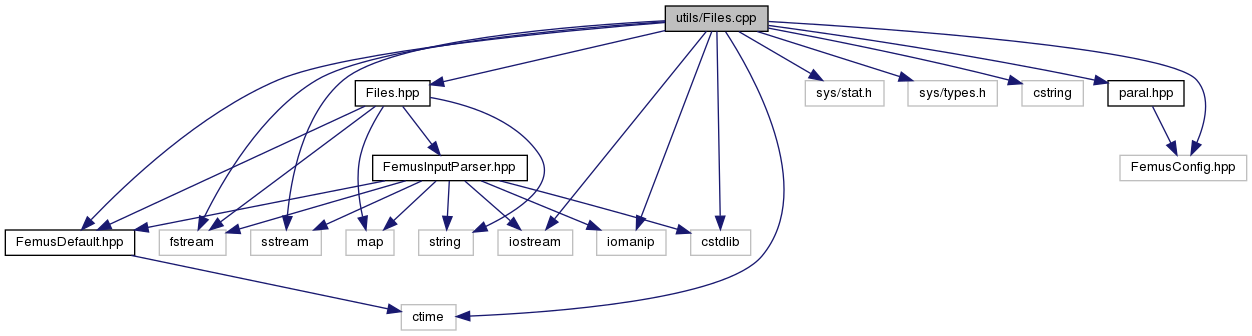 utils/Files.cpp
Files.hpp
sys/stat.h
sys/types.h
cstring
paral.hpp
FemusInputParser.hpp
FemusConfig.hpp
FemusDefault.hpp
fstream
sstream
map
string
iostream
iomanip
cstdlib
ctime